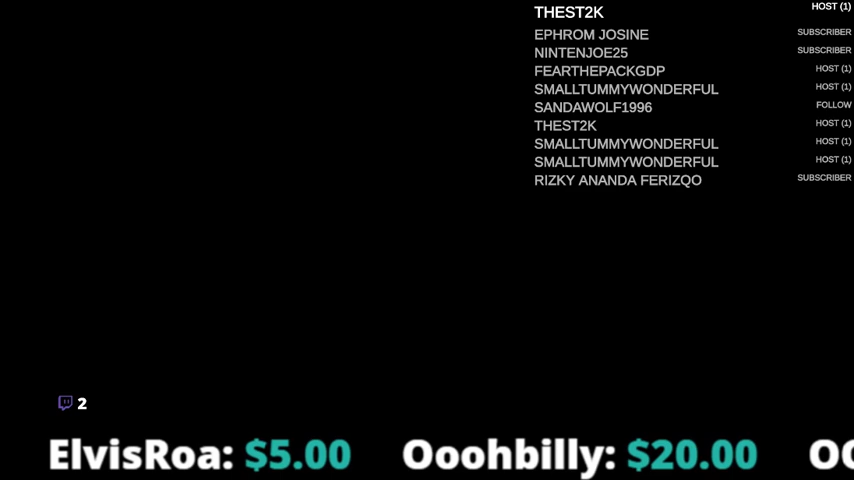 THEST2K HOST (1)
EPHROM JOSINE SUBSCRIBER
NINTENJOE25 SUBSCRIBER
FEARTHEPACKGDP HOST (1)
SMALLTUMMYWONDERFUL HOST (1)
SANDAWOLF1996 FOLLOW
THEST2K HOST (1)
SMALLTUMMYWONDERFUL HOST (1)
SMALLTUMMYWONDERFUL HOST (1)
RIZKY ANANDA FERIZQO SUBSCRIBER
2
ElvisRoa: $5.00 Ooohbilly: $20.00